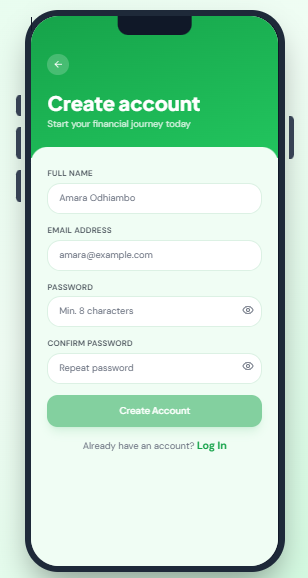 Create account
Start your financial journey today
FULL NAME
Amara Odhiambo
EMAIL ADDRESS
amara@example.com
PASSWORD
Min. 8 characters
CONFIRM PASSWORD
Repeat password
Create Account
Already have an account? Log In